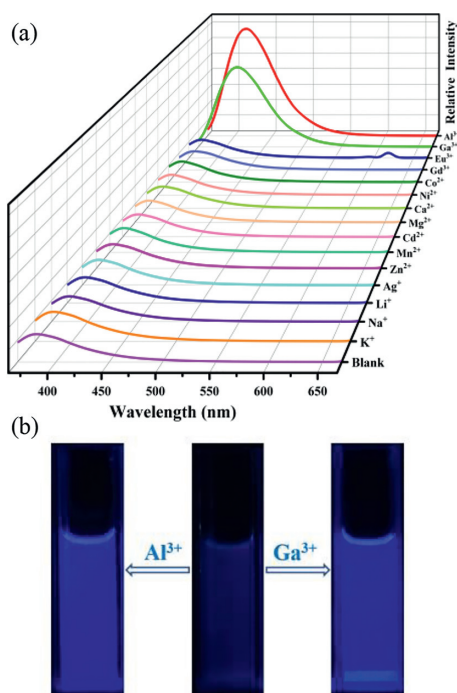 (a)
Relative Intensity
Al³⁺
Ga³⁺
Eu³⁺
Gd³⁺
Co²⁺
Ni²⁺
Ca²⁺
Mg²⁺
Cd²⁺
Mn²⁺
Zn²⁺
Ag⁺
Li⁺
Na⁺
K⁺
Blank
400 450 500 550 600 650
Wavelength (nm)
(b)
Al³⁺ Ga³⁺